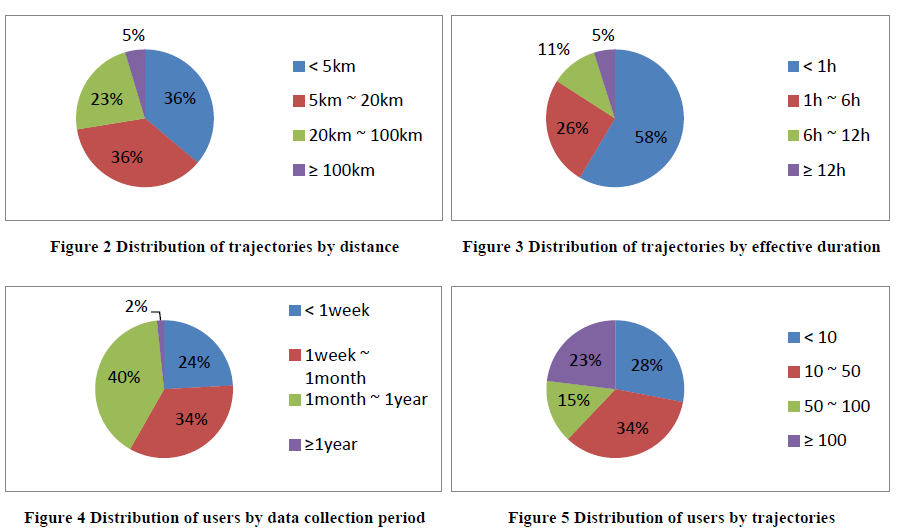 5%
36%
36%
23%
< 5km
5km ~ 20km
20km ~ 100km
≥ 100km
Figure 2 Distribution of trajectories by distance
5%
11%
26%
58%
< 1h
1h ~ 6h
6h ~ 12h
≥ 12h
Figure 3 Distribution of trajectories by effective duration
2%
24%
40%
34%
< 1week
1week ~
1month
1month ~ 1year
≥1year
Figure 4 Distribution of users by data collection period
23%
28%
15%
34%
< 10
10 ~ 50
50 ~ 100
≥ 100
Figure 5 Distribution of users by trajectories